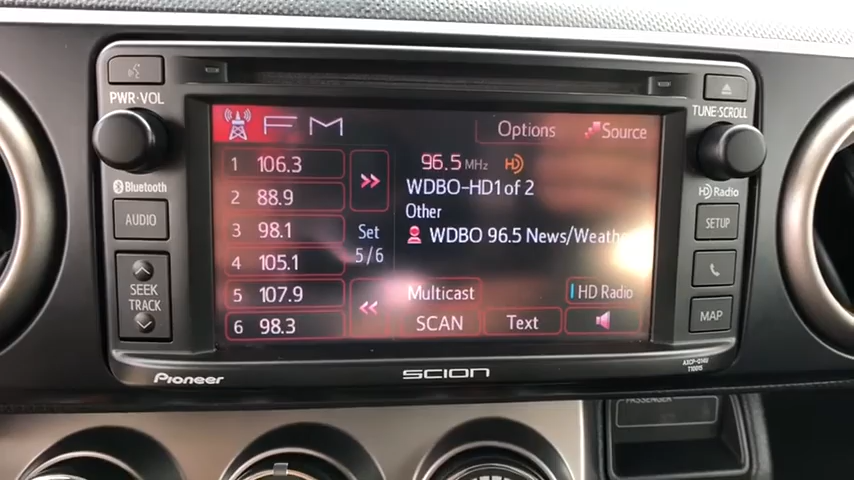 PWR·VOL
Bluetooth
AUDIO
SEEK
TRACK
FM
Options
Source
1 106.3
2 88.9
3 98.1
4 105.1
5 107.9
6 98.3
Set
5/6
96.5 MHz HD
WDBO-HD1 of 2
Other
WDBO 96.5 News/Weath
Multicast
HD Radio
SCAN
Text
TUNE·SCROLL
HD Radio
SETUP
MAP
Pioneer
SCION
PASSENGER